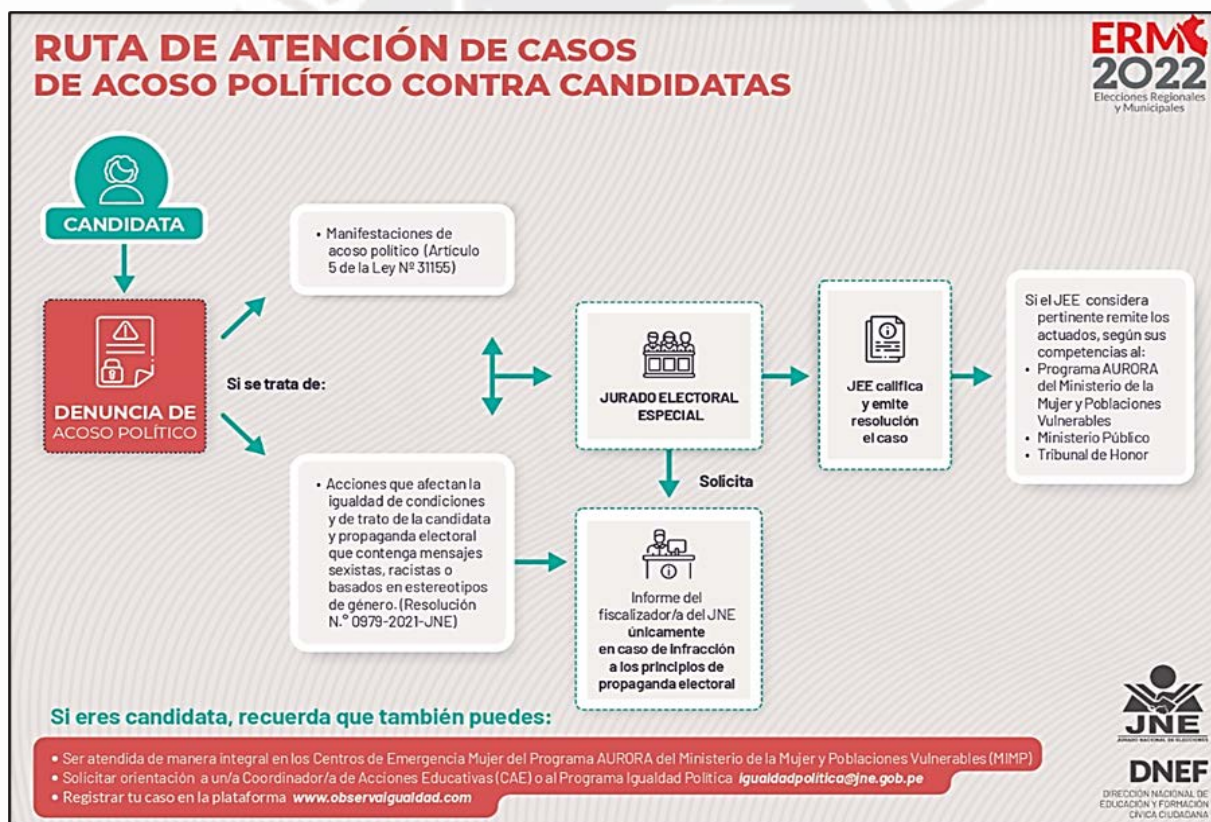 RUTA DE ATENCIÓN DE CASOS
DE ACOSO POLÍTICO CONTRA CANDIDATAS
ERM
2022
Elecciones Regionales
y Municipales
CANDIDATA
DENUNCIA DE
ACOSO POLÍTICO
Si se trata de:
• Manifestaciones de
acoso político (Artículo
5 de la Ley Nº 31155)
• Acciones que afectan la
igualdad de condiciones
y de trato de la candidata
y propaganda electoral
que contenga mensajes
sexistas, racistas o
basados en estereotipos
de género. (Resolución
N.° 0979-2021-JNE)
JURADO ELECTORAL
ESPECIAL
Solicita
Informe del
fiscalizador/a del JNE
únicamente
en caso de infracción
a los principios de
propaganda electoral
JEE califica
y emite
resolución
el caso
Si el JEE considera
pertinente remite los
actuados, según sus
competencias al:
• Programa AURORA
del Ministerio de la
Mujer y Poblaciones
Vulnerables
• Ministerio Público
• Tribunal de Honor
Si eres candidata, recuerda que también puedes:
• Ser atendida de manera integral en los Centros de Emergencia Mujer del Programa AURORA del Ministerio de la Mujer y Poblaciones Vulnerables (MIMP)
• Solicitar orientación a un/a Coordinador/a de Acciones Educativas (CAE) o al Programa Igualdad Política igualdadpolitica@jne.gob.pe
• Registrar tu caso en la plataforma www.observaigualdad.com
JNE
JURADO NACIONAL DE ELECCIONES
DNEF
DIRECCIÓN NACIONAL DE
EDUCACIÓN Y FORMACIÓN
CÍVICA CIUDADANA